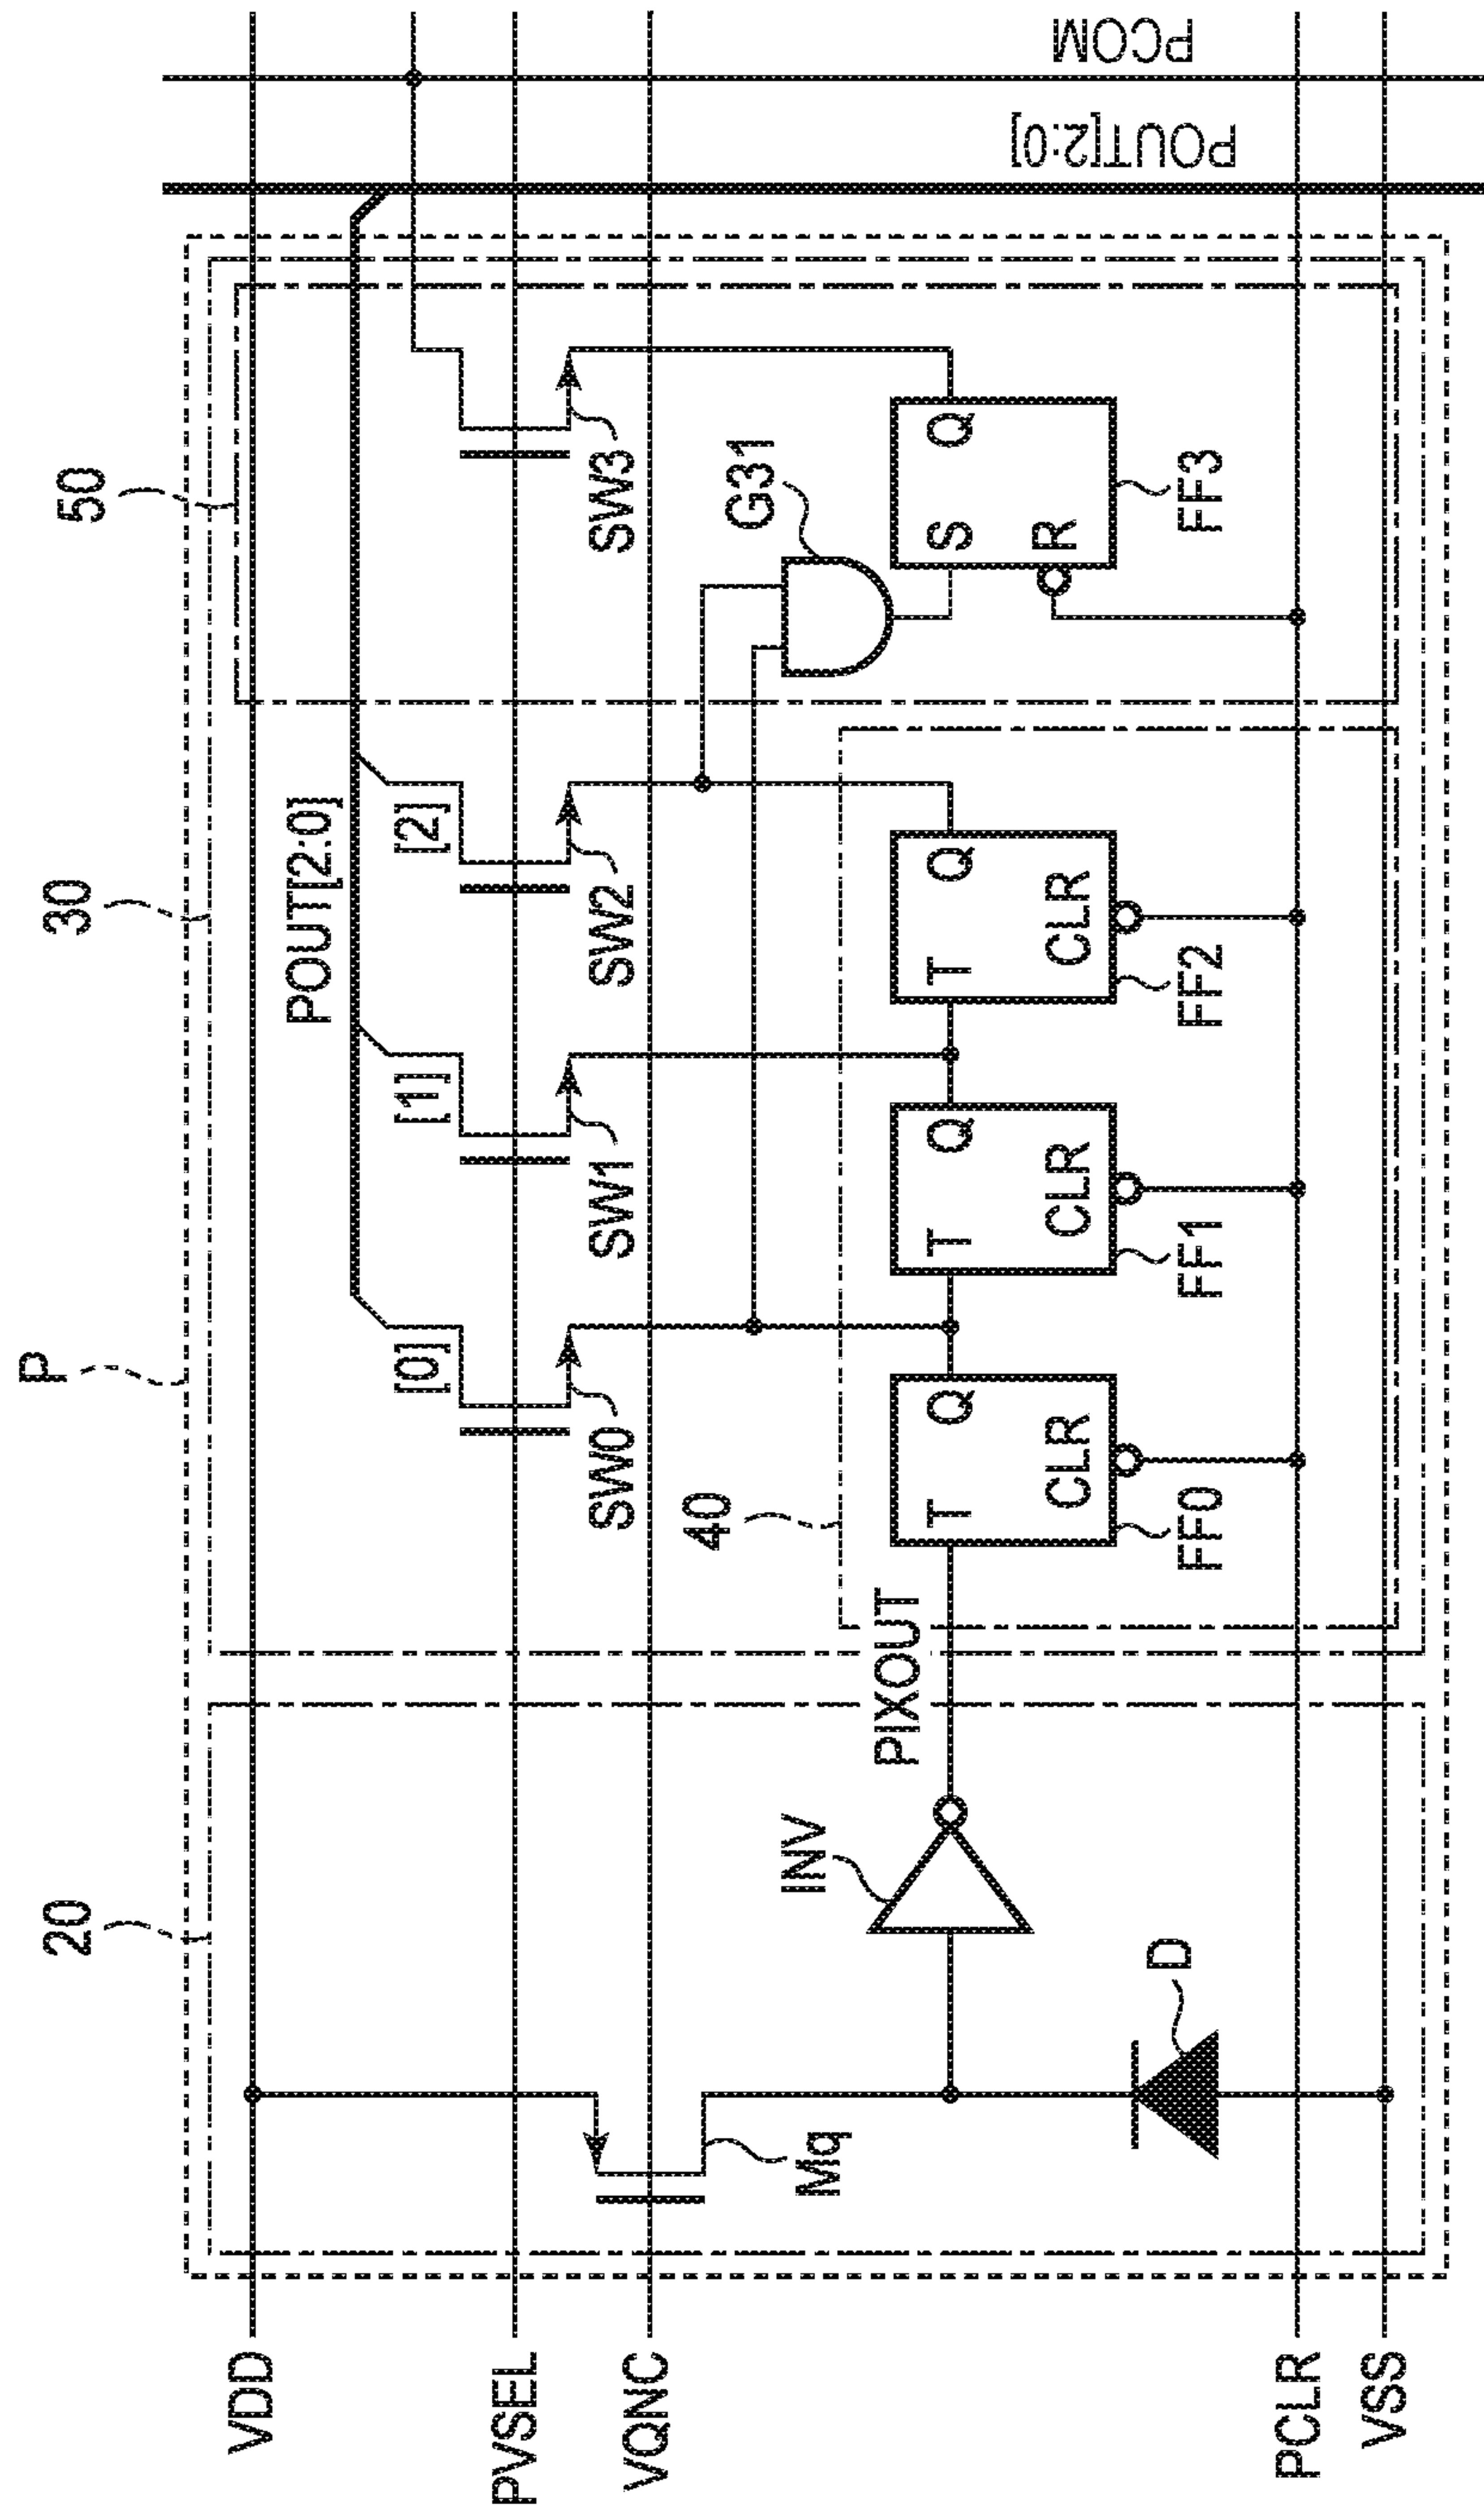 P
20
30
50
VDD
POUT[2:0]
[0]
[1]
[2]
PVSEL
SW0
SW1
SW2
SW3
VQNC
40
G31
Mq
INV
PIXOUT
T
Q
CLR
T
Q
CLR
T
Q
CLR
S
Q
R
D
FF0
FF1
FF2
FF3
PCLR
VSS
POUT[2:0]
PCOM